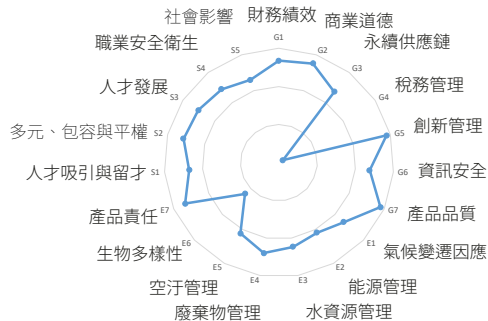 社會影響
財務績效
商業道德
職業安全衛生
永續供應鏈
人才發展
稅務管理
多元、包容與平權
創新管理
人才吸引與留才
資訊安全
產品責任
產品品質
生物多樣性
氣候變遷因應
空汙管理
能源管理
廢棄物管理
水資源管理
G1
G2
G3
G4
G5
G6
G7
E1
E2
E3
E4
E5
E6
E7
S1
S2
S3
S4
S5